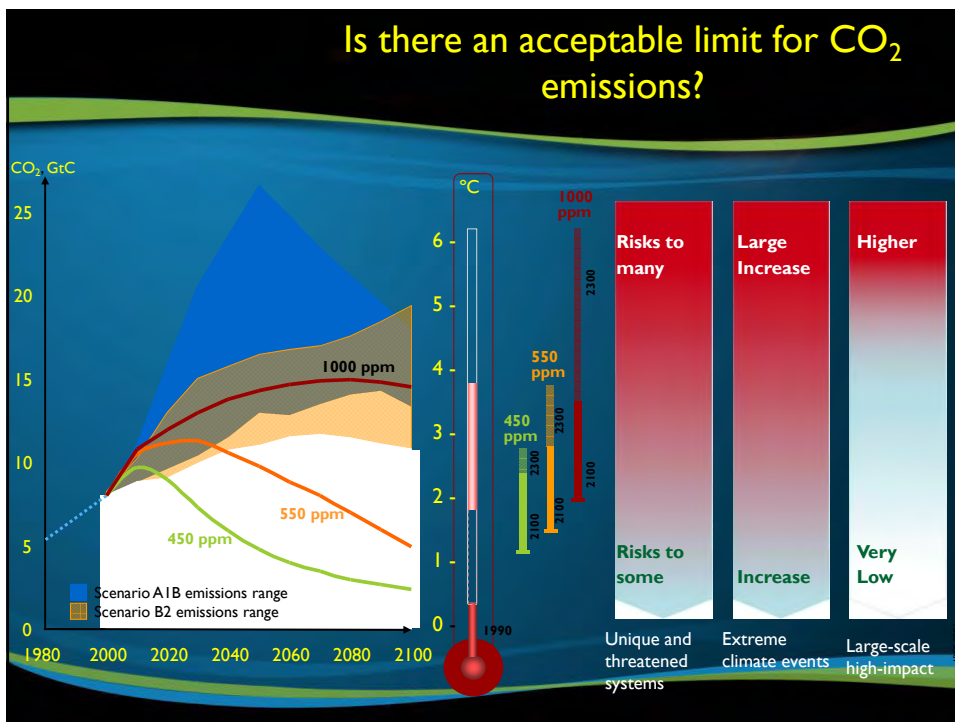 Is there an acceptable limit for CO₂
emissions?
CO₂, GtC
25
20
15
10
5
0
1980 2000 2020 2040 2060 2080 2100
1000 ppm
550 ppm
450 ppm
Scenario A1B emissions range
Scenario B2 emissions range
°C
6 -
5 -
4 -
3 -
2 -
1 -
0 -
1990
450
ppm
2300
2100
550
ppm
2300
2100
1000
ppm
2300
2100
Risks to
many
Risks to
some
Unique and
threatened
systems
Large
Increase
Increase
Extreme
climate events
Higher
Very
Low
Large-scale
high-impact